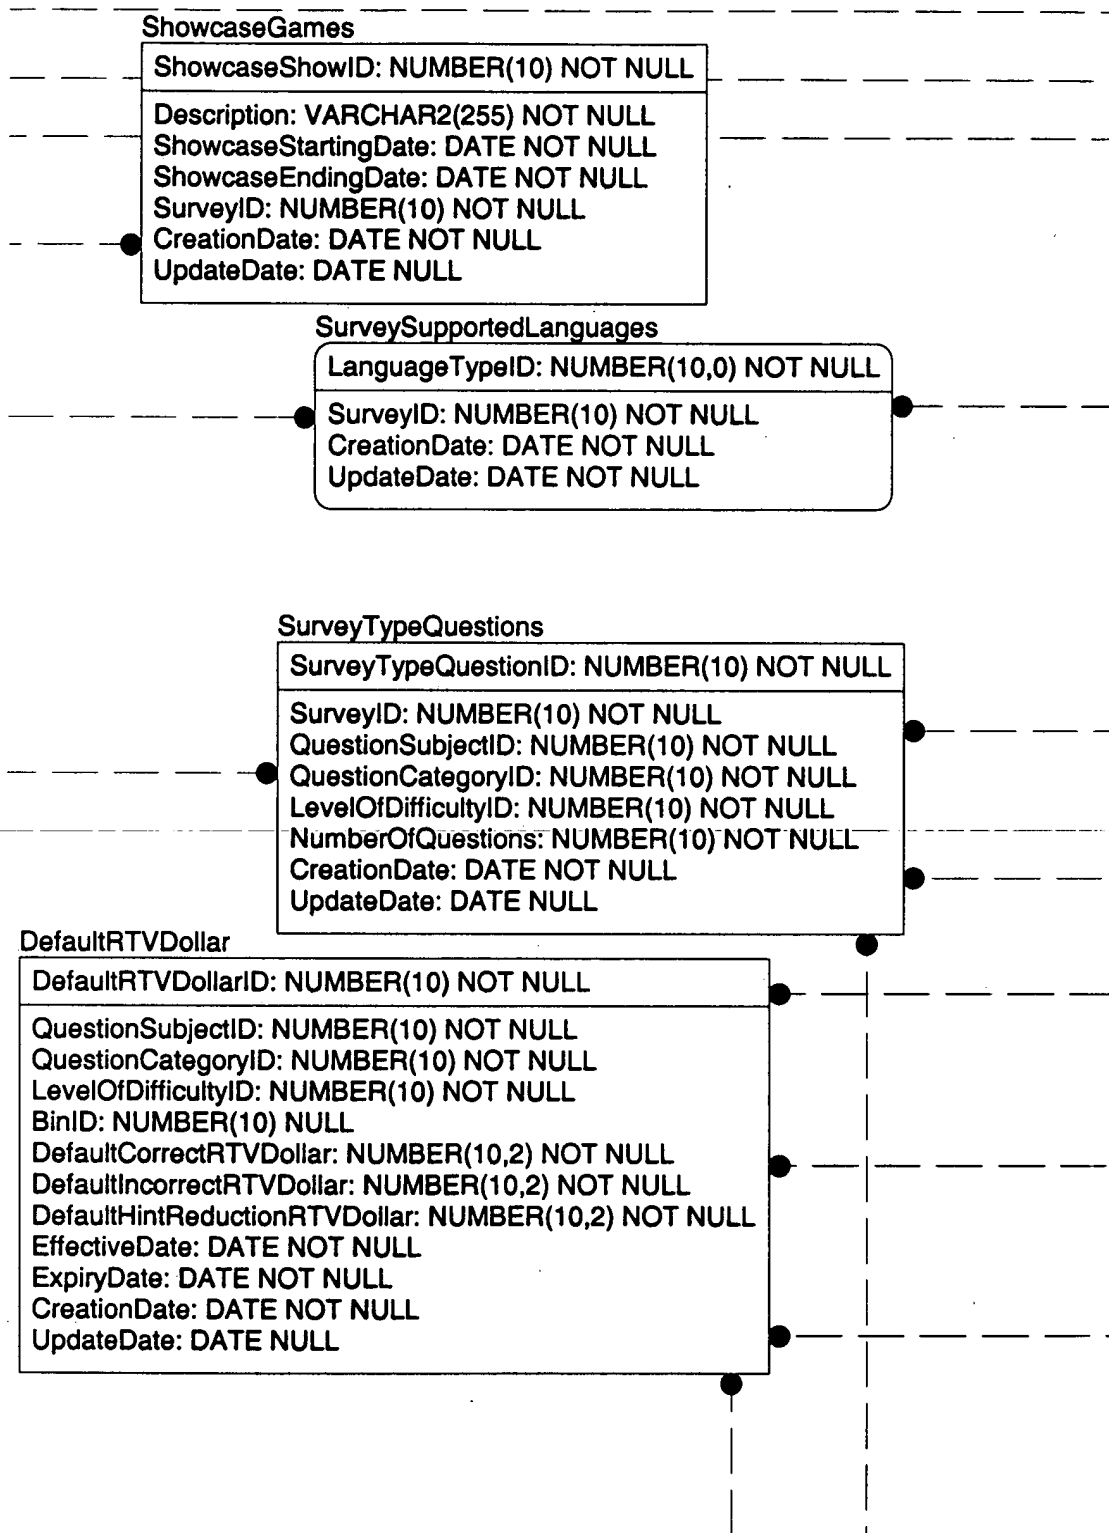 ShowcaseGames
ShowcaseShowID: NUMBER(10) NOT NULL
Description: VARCHAR2(255) NOT NULL
ShowcaseStartingDate: DATE NOT NULL
ShowcaseEndingDate: DATE NOT NULL
SurveyID: NUMBER(10) NOT NULL
CreationDate: DATE NOT NULL
UpdateDate: DATE NULL
SurveySupportedLanguages
LanguageTypeID: NUMBER(10,0) NOT NULL
SurveyID: NUMBER(10) NOT NULL
CreationDate: DATE NOT NULL
UpdateDate: DATE NOT NULL
SurveyTypeQuestions
SurveyTypeQuestionID: NUMBER(10) NOT NULL
SurveyID: NUMBER(10) NOT NULL
QuestionSubjectID: NUMBER(10) NOT NULL
QuestionCategoryID: NUMBER(10) NOT NULL
LevelOfDifficultyID: NUMBER(10) NOT NULL
NumberOfQuestions: NUMBER(10) NOT NULL
CreationDate: DATE NOT NULL
UpdateDate: DATE NULL
DefaultRTVDollar
DefaultRTVDollarID: NUMBER(10) NOT NULL
QuestionSubjectID: NUMBER(10) NOT NULL
QuestionCategoryID: NUMBER(10) NOT NULL
LevelOfDifficultyID: NUMBER(10) NOT NULL
BinID: NUMBER(10) NULL
DefaultCorrectRTVDollar: NUMBER(10,2) NOT NULL
DefaultIncorrectRTVDollar: NUMBER(10,2) NOT NULL
DefaultHintReductionRTVDollar: NUMBER(10,2) NOT NULL
EffectiveDate: DATE NOT NULL
ExpiryDate: DATE NOT NULL
CreationDate: DATE NOT NULL
UpdateDate: DATE NULL